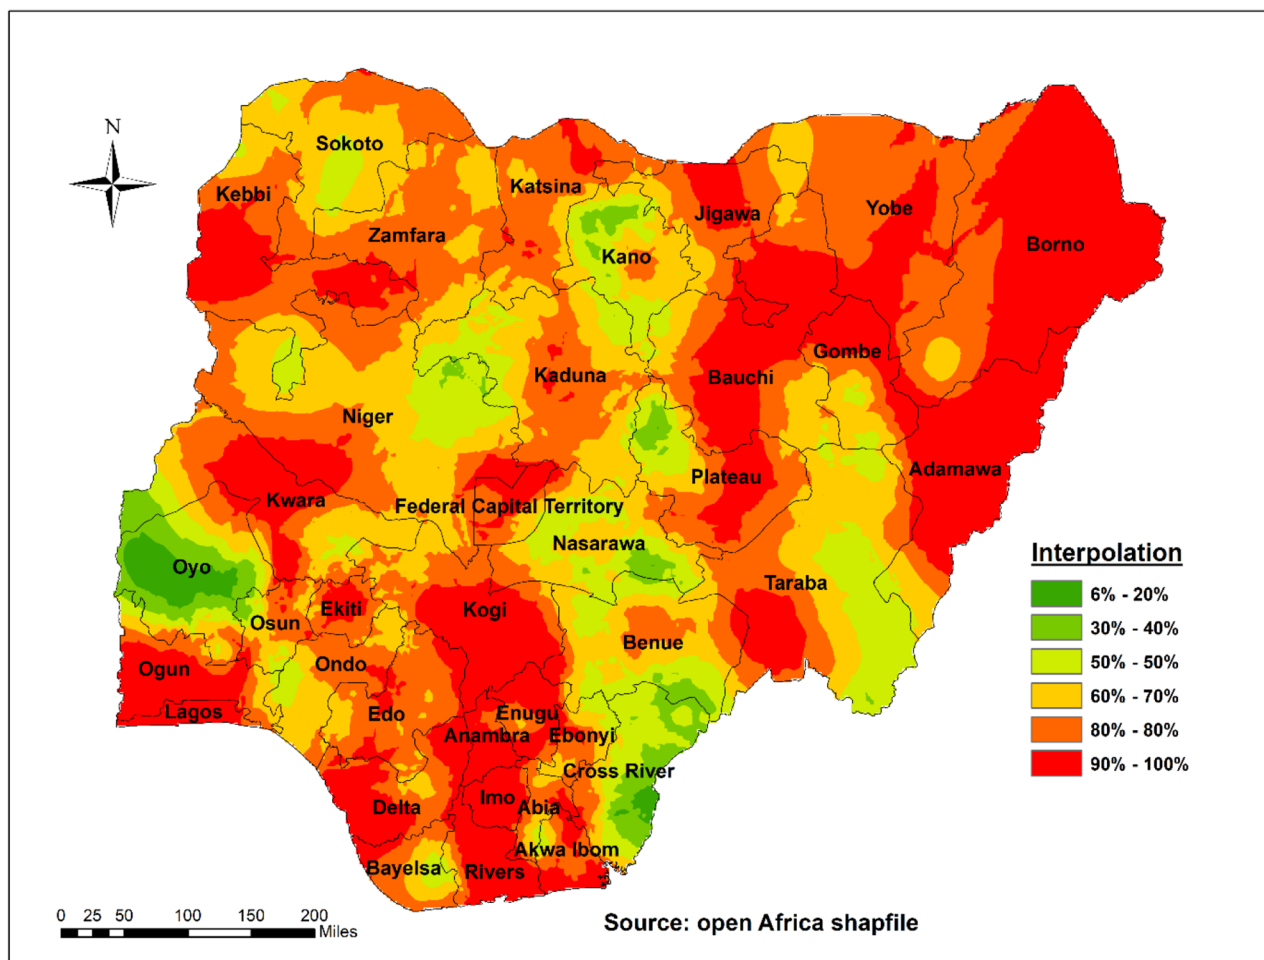 N
Sokoto
Kebbi
Katsina
Zamfara
Kano
Jigawa
Yobe
Borno
Kaduna
Bauchi
Gombe
Niger
Plateau
Adamawa
Kwara
Federal Capital Territory
Nasarawa
Oyo
Taraba
Ekiti
Kogi
Osun
Benue
Ogun
Ondo
Lagos
Edo
Enugu
Anambra
Ebonyi
Cross River
Delta
Imo
Abia
Akwa Ibom
Bayelsa
Rivers
Interpolation
6% - 20%
30% - 40%
50% - 50%
60% - 70%
80% - 80%
90% - 100%
0 25 50 100 150 200
Miles
Source: open Africa shapfile